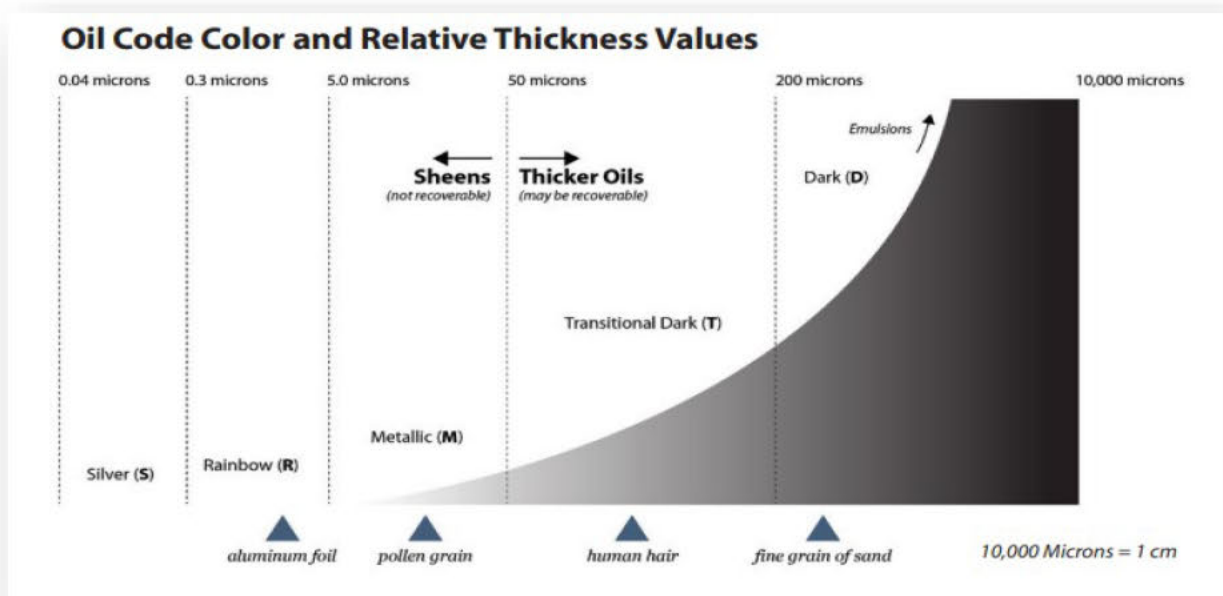 Oil Code Color and Relative Thickness Values
0.04 microns 0.3 microns 5.0 microns 50 microns 200 microns 10,000 microns
Emulsions
Sheens Thicker Oils
(not recoverable) (may be recoverable)
Dark (D)
Transitional Dark (T)
Metallic (M)
Rainbow (R)
Silver (S)
aluminum foil pollen grain human hair fine grain of sand
10,000 Microns = 1 cm